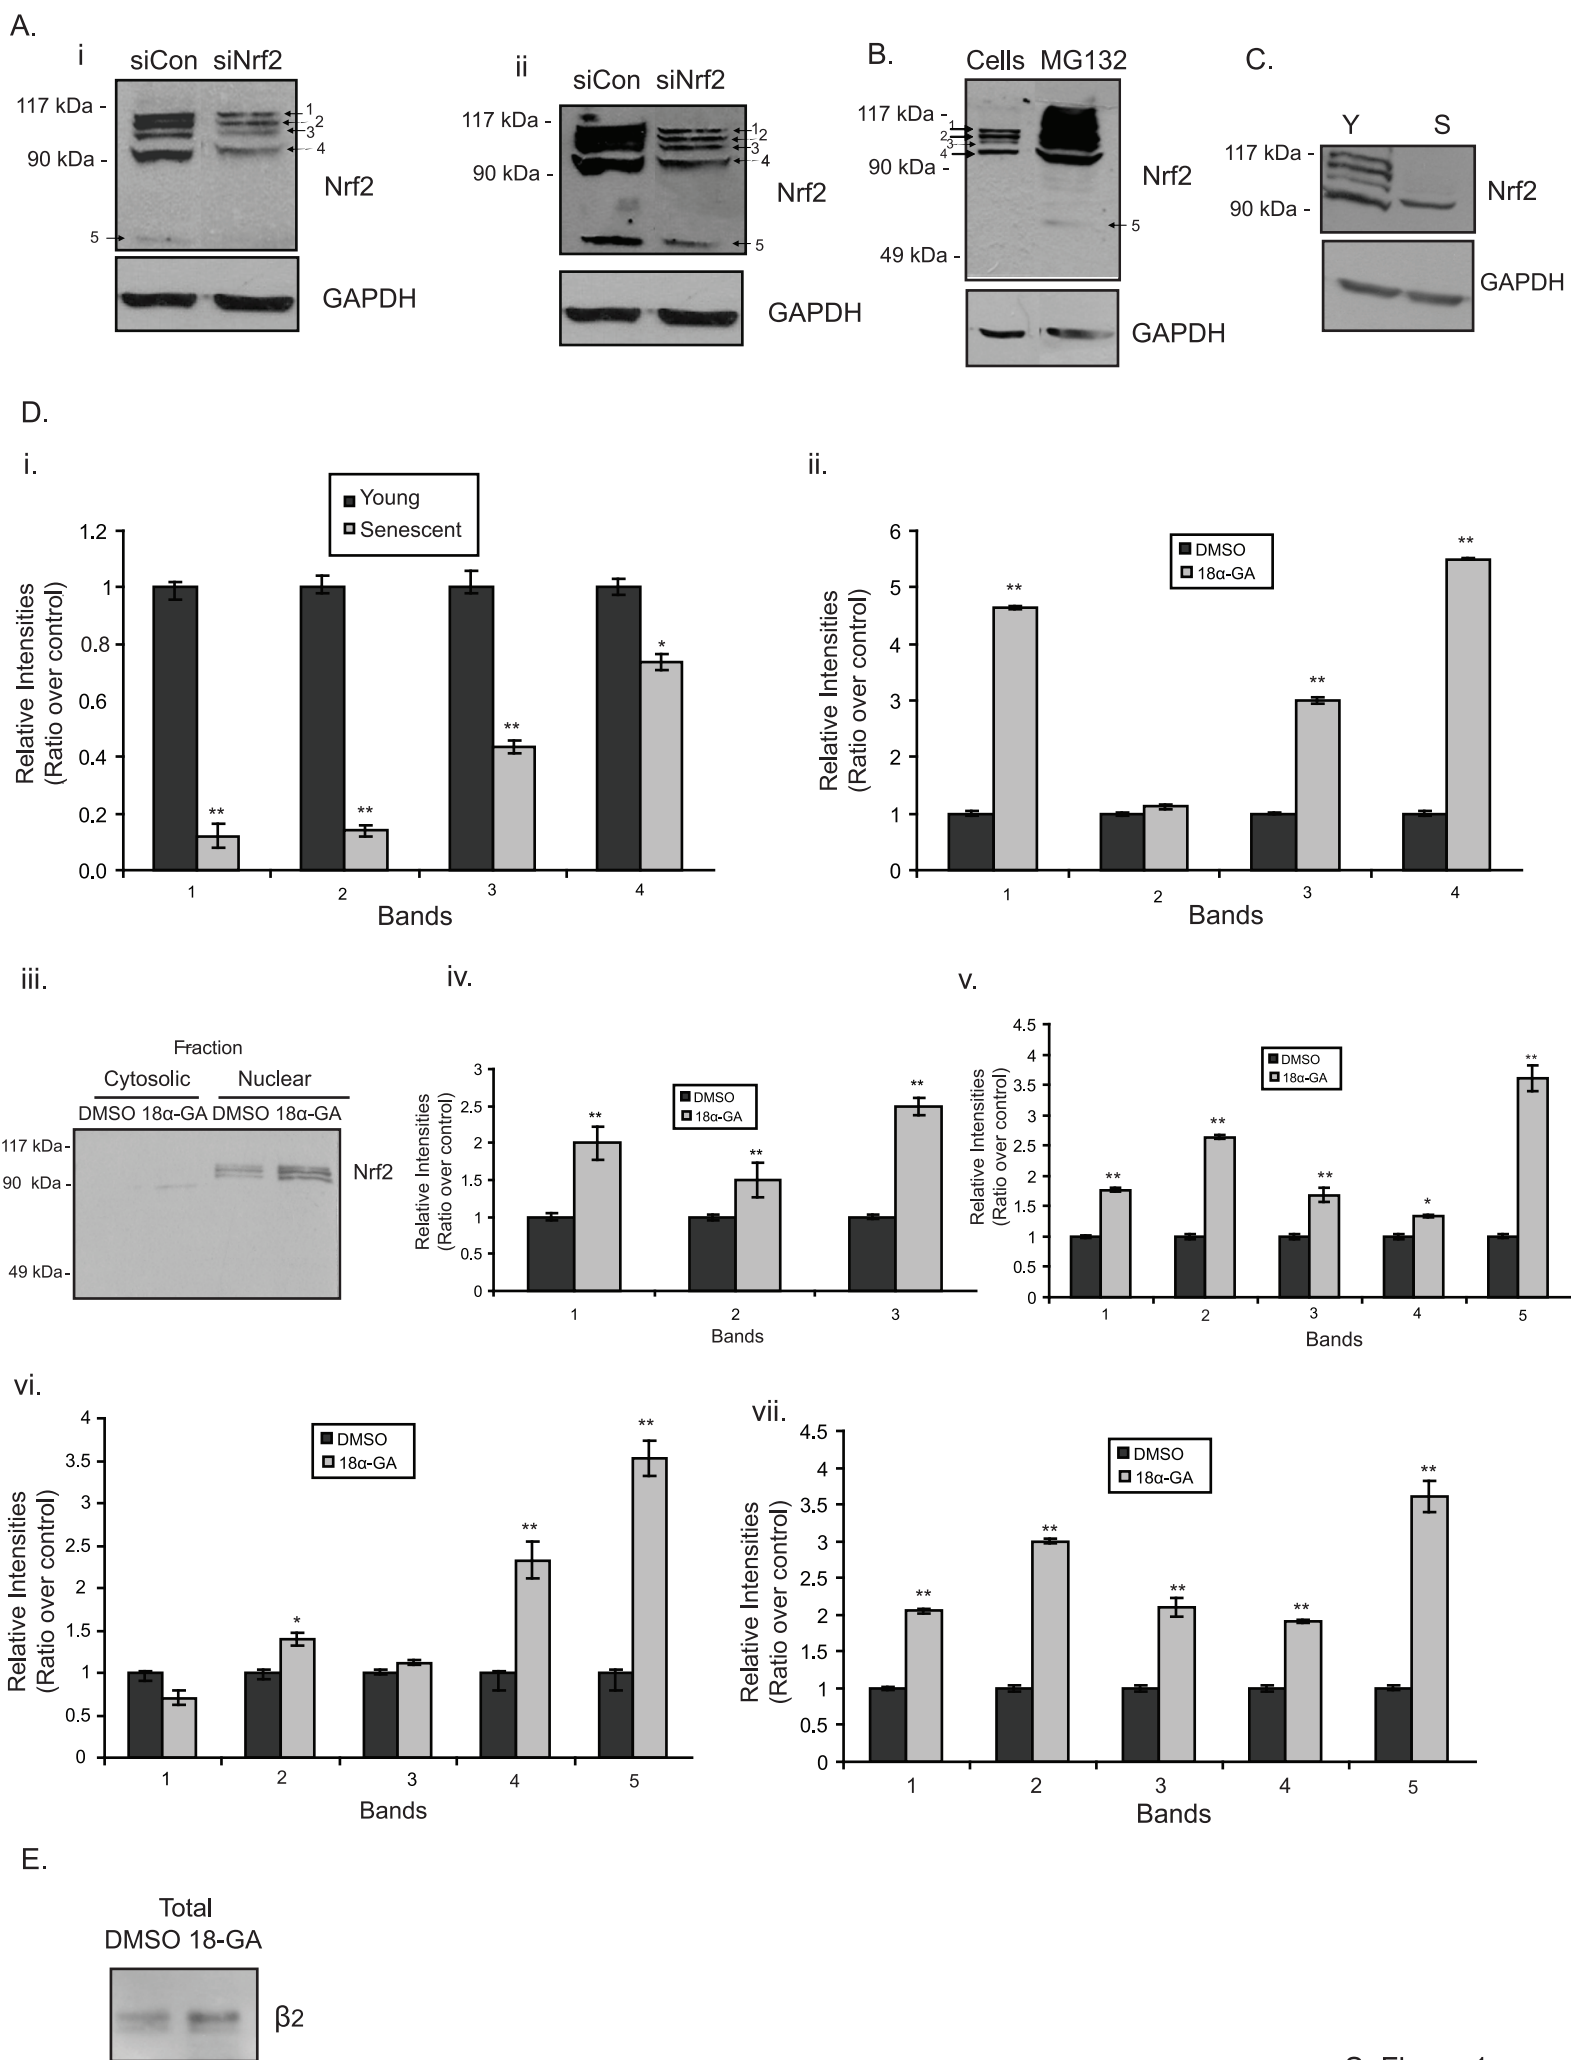 A.
i
siCon siNrf2
117 kDa -
90 kDa -
1
2
3
4
5
Nrf2
GAPDH
ii
siCon siNrf2
117 kDa -
90 kDa -
1
2
3
4
5
Nrf2
GAPDH
B.
Cells MG132
117 kDa -
90 kDa -
49 kDa -
1
2
3
4
5
Nrf2
GAPDH
C.
Y S
117 kDa -
90 kDa -
Nrf2
GAPDH
D.
i.
Young
Senescent
Relative Intensities
(Ratio over control)
1.2
1
0.8
0.6
0.4
0.2
0.0
** ** ** *
1 2 3 4
Bands
ii.
DMSO
18α-GA
Relative Intensities
(Ratio over control)
6
5
4
3
2
1
0
** ** **
1 2 3 4
Bands
iii.
Fraction
Cytosolic Nuclear
DMSO 18α-GA DMSO 18α-GA
117 kDa-
90 kDa-
49 kDa-
Nrf2
iv.
DMSO
18α-GA
Relative Intensities
(Ratio over control)
3
2.5
2
1.5
1
0.5
0
** ** **
1 2 3
Bands
v.
DMSO
18α-GA
Relative Intensities
(Ratio over control)
4.5
4
3.5
3
2.5
2
1.5
1
0.5
0
** ** ** * **
1 2 3 4 5
Bands
vi.
DMSO
18α-GA
Relative Intensities
(Ratio over control)
4
3.5
3
2.5
2
1.5
1
0.5
0
* ** **
1 2 3 4 5
Bands
vii.
DMSO
18α-GA
Relative Intensities
(Ratio over control)
4.5
4
3.5
3
2.5
2
1.5
1
0.5
0
** ** ** ** **
1 2 3 4 5
Bands
E.
Total
DMSO 18-GA
β2